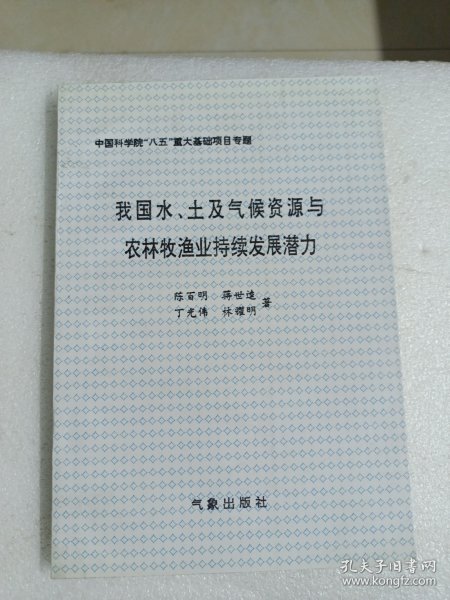 中国科学院“八五”重大基础项目专题
我国水、土及气候资源与
农林牧渔业持续发展潜力
陈百明 蒋世逵
丁光伟 林耀明
著
气象出版社
孔夫子旧书网
www.kongfz.com